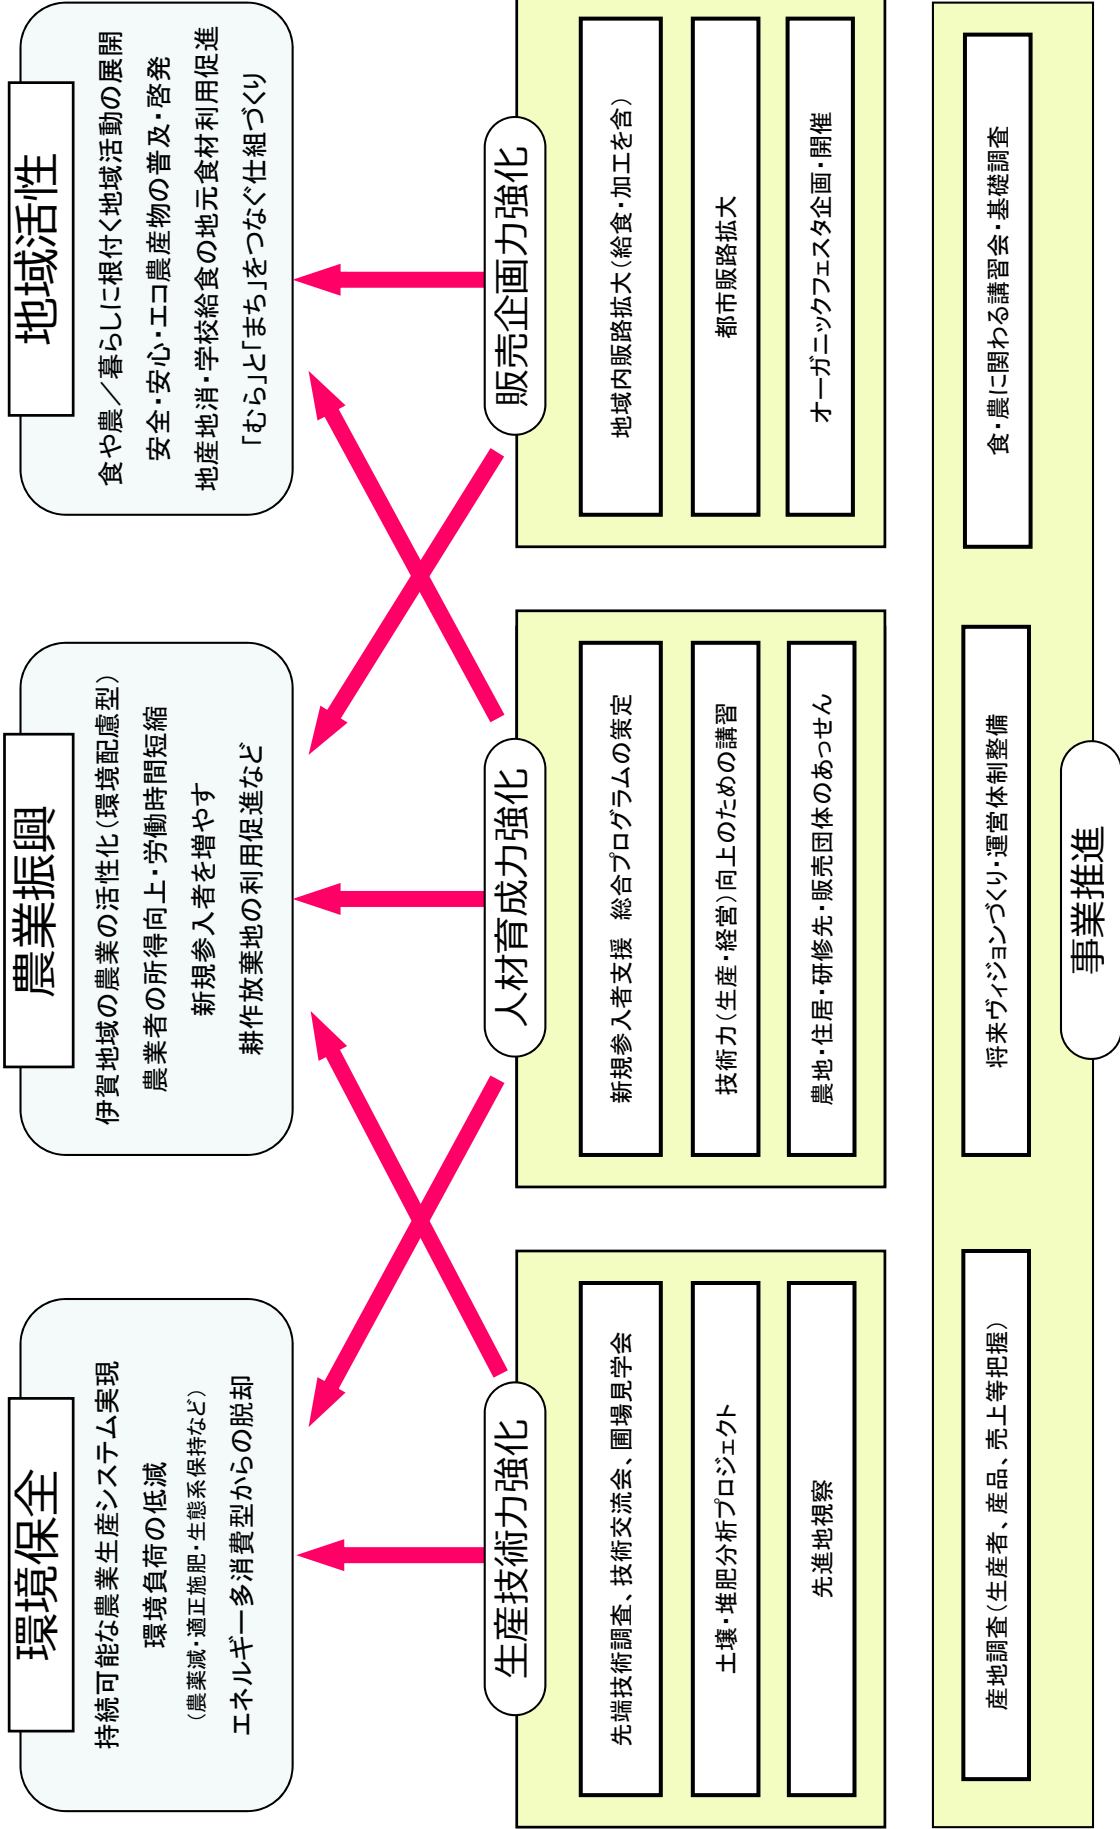 環境保全
持続可能な農業生産システム実現
環境負荷の低減
（農薬減・適正施肥・生態系保持など）
エネルギー多消費型からの脱却
農業振興
伊賀地域の農業の活性化（環境配慮型）
農業者の所得向上・労働時間短縮
新規参入者を増やす
耕作放棄地の利用促進など
地域活性
食や農／暮らしに根付く地域活動の展開
安全・安心・エコ農産物の普及・啓発
地産地消・学校給食の地元食材利用促進
「むら」と「まち」をつなぐ仕組づくり
生産技術力強化
先端技術調査、技術交流会、圃場見学会
土壌・堆肥分析プロジェクト
先進地視察
人材育成力強化
新規参入者支援　総合プログラムの策定
技術力（生産・経営）向上のための講習
農地・住居・研修先・販売団体のあっせん
販売企画力強化
地域内販路拡大（給食・加工を含）
都市販路拡大
オーガニックフェスタ企画・開催
産地調査（生産者、産品、売上等把握）
将来ヴィジョンづくり・運営体制整備
食・農に関わる講習会・基礎調査
事業推進